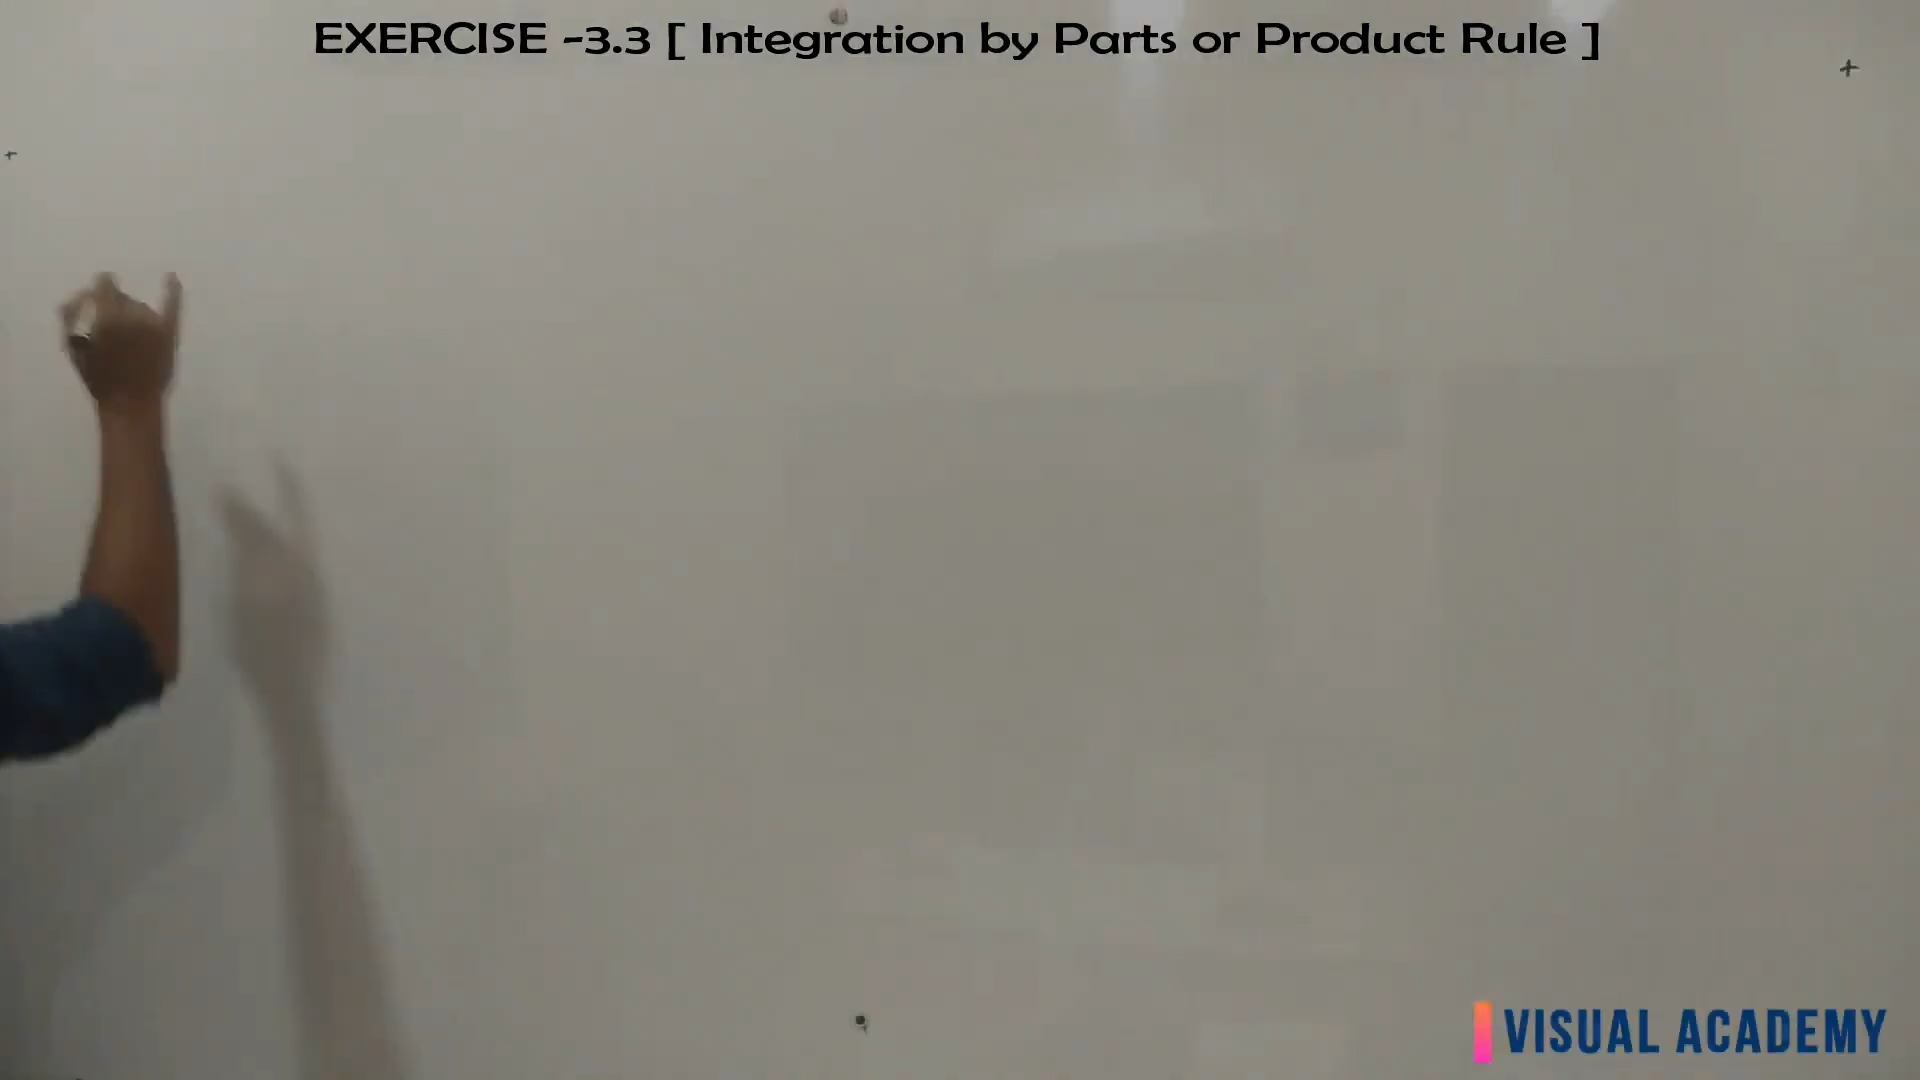 EXERCISE -3.3 [ Integration by Parts or Product Rule ]
VISUAL ACADEMY